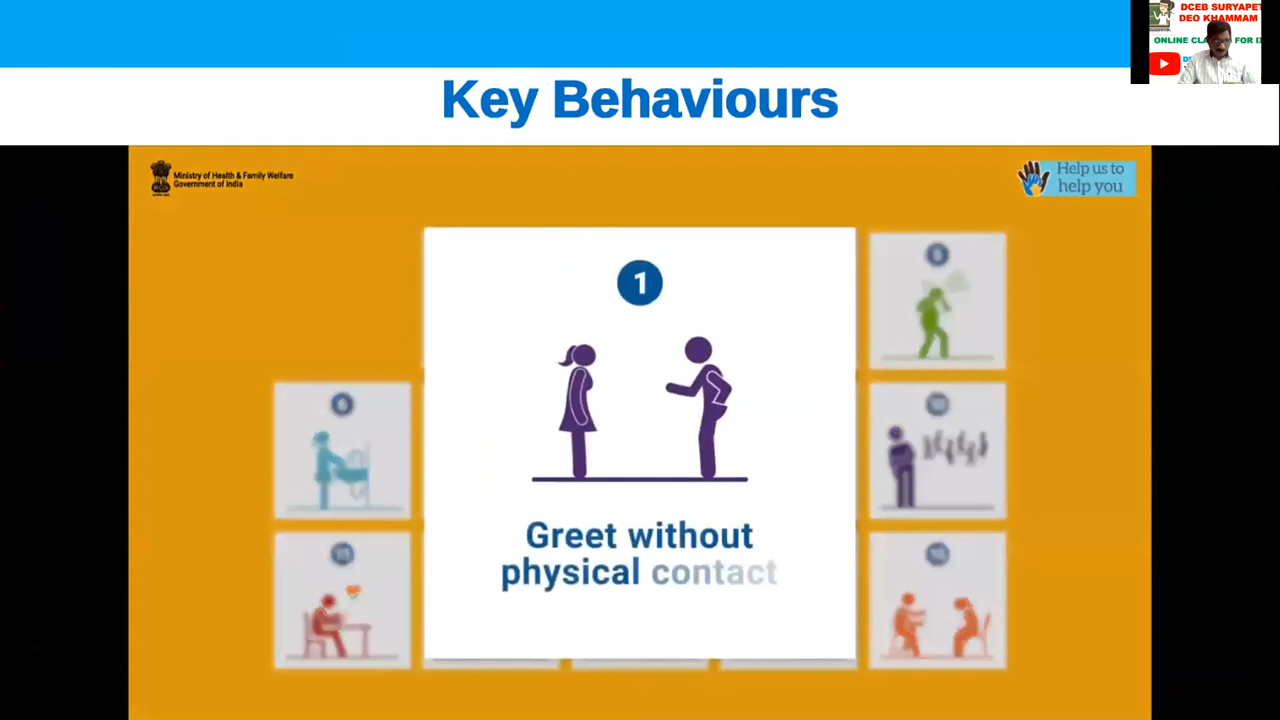 DCEB SURYAPET
DEO KHAMMAM
ONLINE FOR
Key Behaviours
Ministry of Health & Family Welfare
Government of India
Help us to
help you
1
Greet without
physical contact